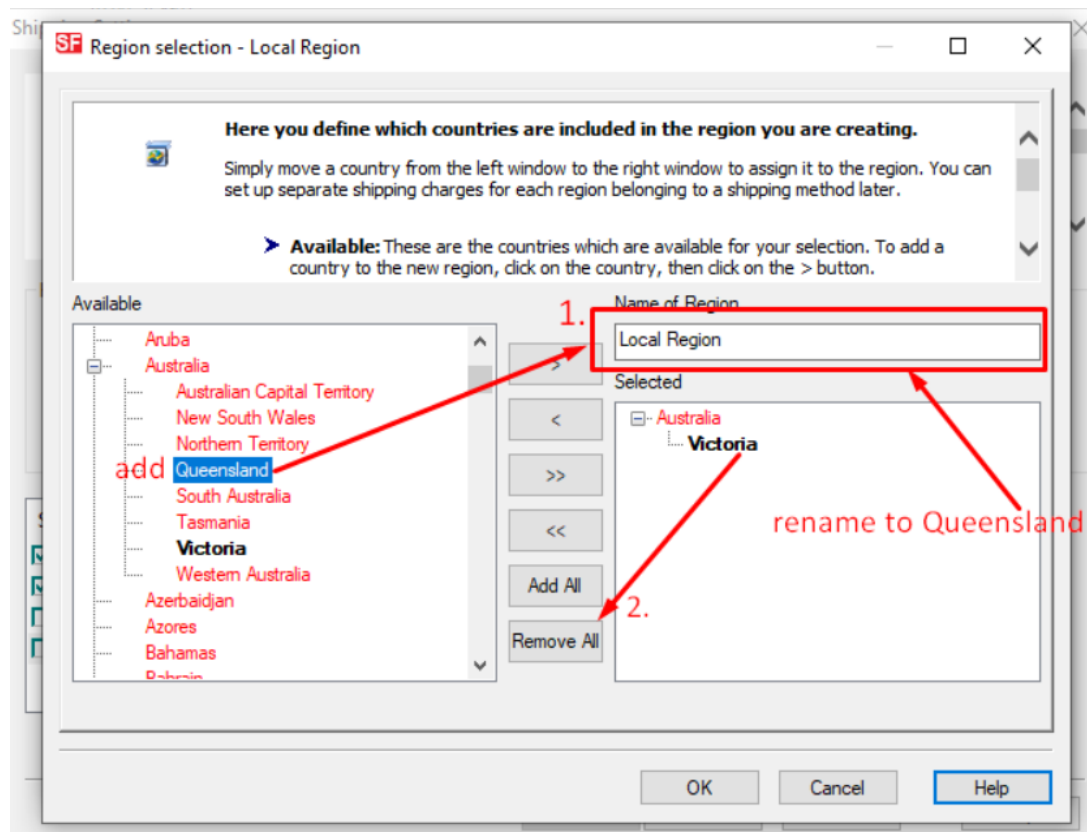 Shi
SF Region selection - Local Region
Here you define which countries are included in the region you are creating.
Simply move a country from the left window to the right window to assign it to the region. You can
set up separate shipping charges for each region belonging to a shipping method later.
Available: These are the countries which are available for your selection. To add a
country to the new region, click on the country, then click on the > button.
Available
Name of Region
1.
Local Region
Selected
Aruba
Australia
Australian Capital Territory
New South Wales
Northern Territory
add Queensland
South Australia
Tasmania
Victoria
Western Australia
Azerbaidjan
Azores
Bahamas
Bahrain
>
<
>>
<<
Add All
Remove All
2.
Australia
Victoria
rename to Queensland
OK
Cancel
Help